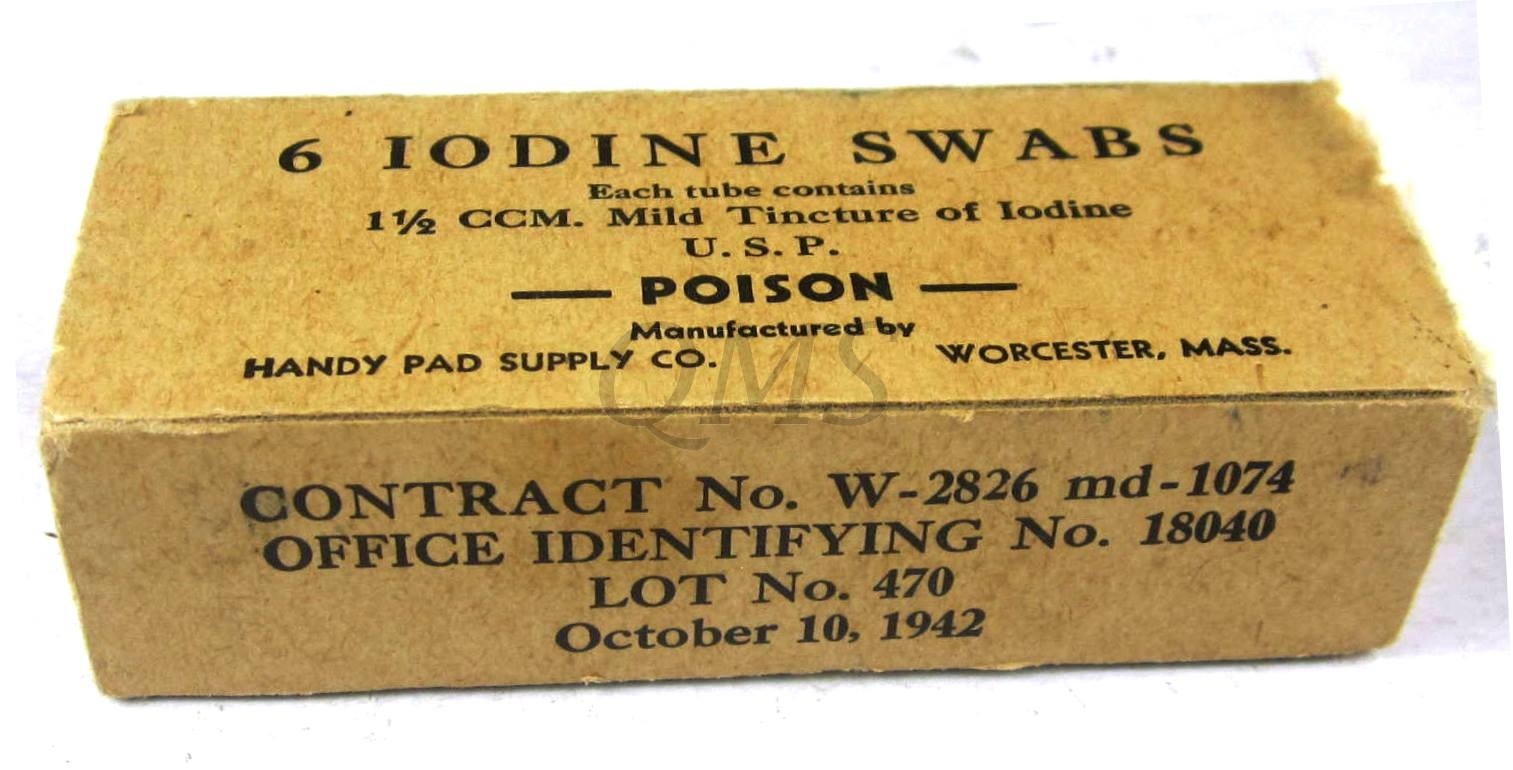 6 IODINE SWABS
Each tube contains
1½ CCM. Mild Tincture of Iodine
U. S. P.
— POISON —
Manufactured by
HANDY PAD SUPPLY CO. WORCESTER, MASS.
QMS
CONTRACT No. W-2826 md-1074
OFFICE IDENTIFYING No. 18040
LOT No. 470
October 10, 1942